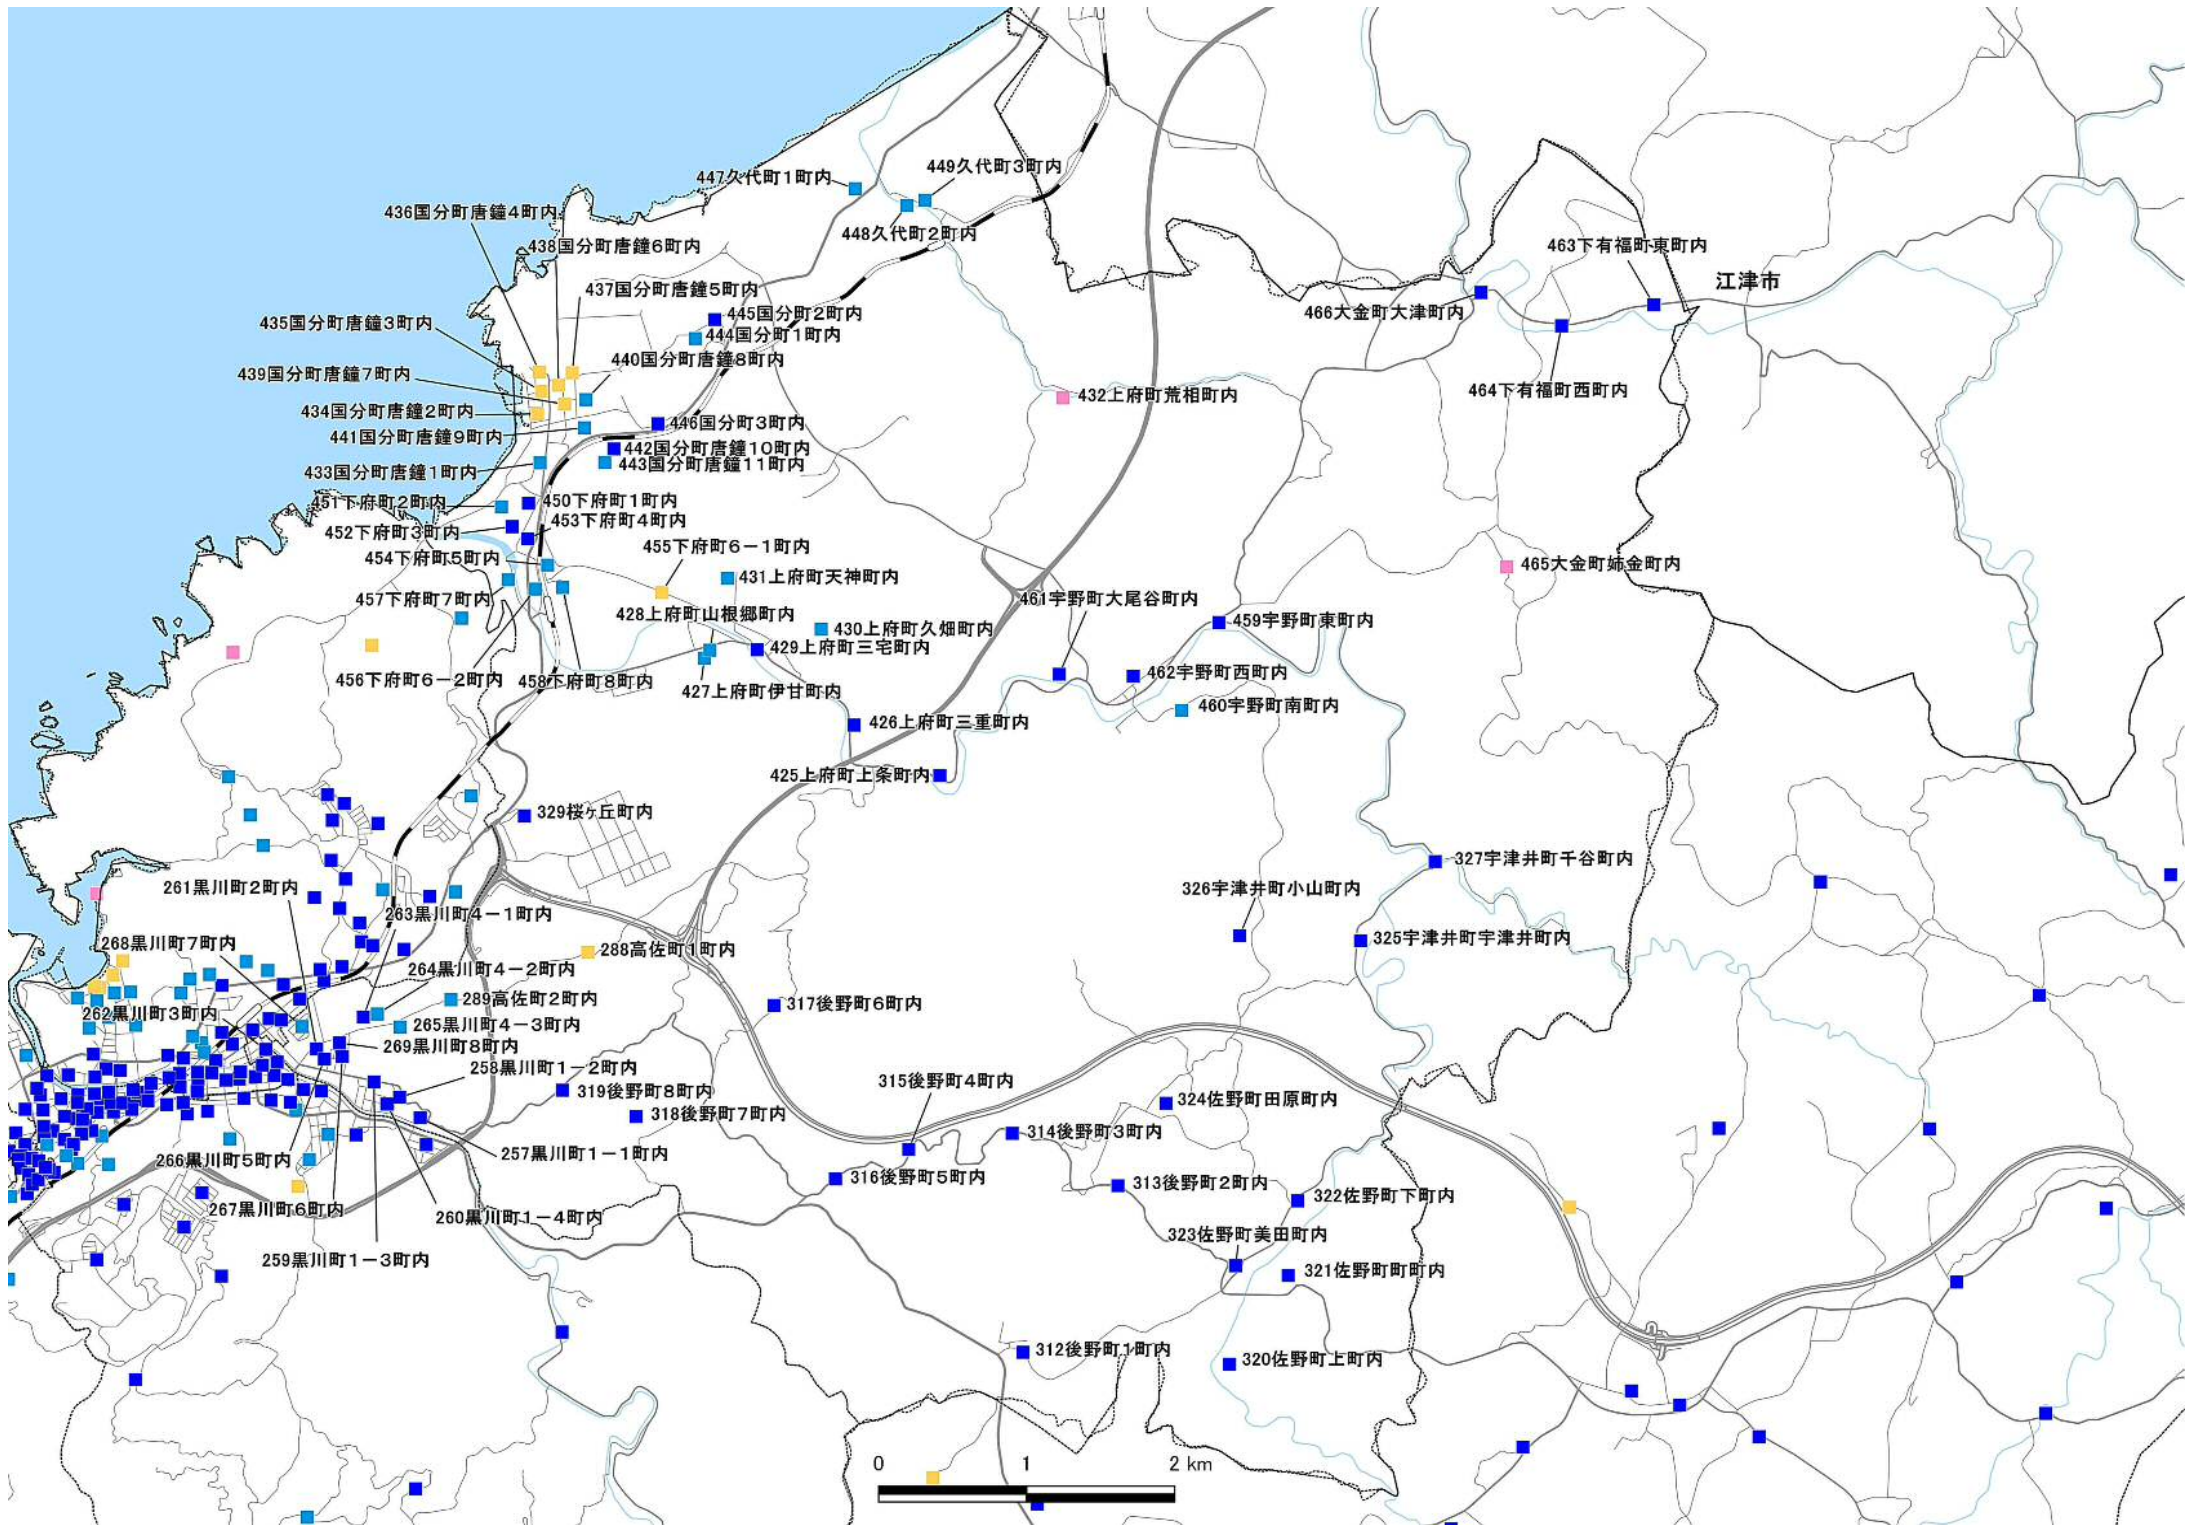 449久代町3町内
447久代町1町内
436国分町唐鐘4町内
448久代町2町内
438国分町唐鐘6町内
463下有福町東町内
江津市
437国分町唐鐘5町内
445国分町2町内
466大金町大津町内
435国分町唐鐘3町内
444国分町1町内
440国分町唐鐘8町内
439国分町唐鐘7町内
464下有福町西町内
432上府町荒相町内
434国分町唐鐘2町内
446国分町3町内
441国分町唐鐘9町内
442国分町唐鐘10町内
443国分町唐鐘11町内
433国分町唐鐘1町内
451下府町2町内
450下府町1町内
453下府町4町内
452下府町3町内
455下府町6-1町内
454下府町5町内
465大金町姉金町内
431上府町天神町内
457下府町7町内
461宇野町大尾谷町内
428上府町山根郷町内
459宇野町東町内
430上府町久畑町内
429上府町三宅町内
462宇野町西町内
456下府町6-2町内
458下府町8町内
427上府町伊甘町内
460宇野町南町内
426上府町三重町内
425上府町上条町内
329桜ヶ丘町内
327宇津井町千谷町内
261黒川町2町内
326宇津井町小山町内
263黒川町4-1町内
268黒川町7町内
325宇津井町宇津井町内
288高佐町1町内
264黒川町4-2町内
289高佐町2町内
317後野町6町内
262黒川町3町内
265黒川町4-3町内
269黒川町8町内
258黒川町1-2町内
315後野町4町内
319後野町8町内
324佐野町田原町内
318後野町7町内
314後野町3町内
257黒川町1-1町内
266黒川町5町内
316後野町5町内
313後野町2町内
322佐野町下町内
267黒川町6町内
260黒川町1-4町内
323佐野町美田町内
259黒川町1-3町内
321佐野町町町内
312後野町1町内
320佐野町上町内
0 1 2 km